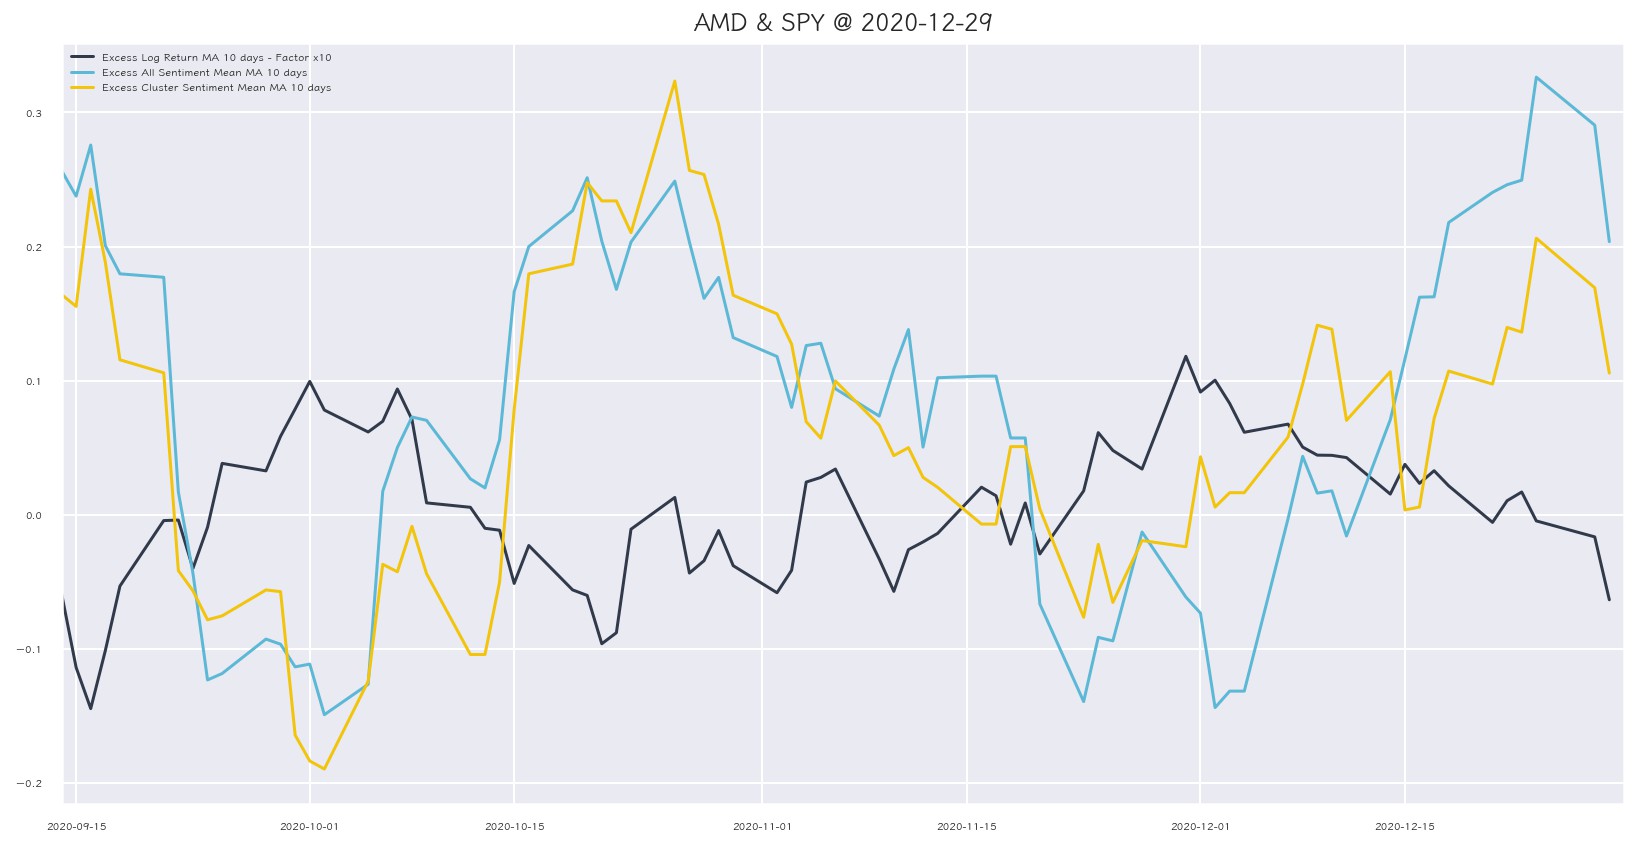 AMD & SPY @ 2020-12-29
Excess Log Return MA 10 days - Factor x10
Excess All Sentiment Mean MA 10 days
Excess Cluster Sentiment Mean MA 10 days
0.3
0.2
0.1
0.0
−0.1
−0.2
2020-09-15 2020-10-01 2020-10-15 2020-11-01 2020-11-15 2020-12-01 2020-12-15